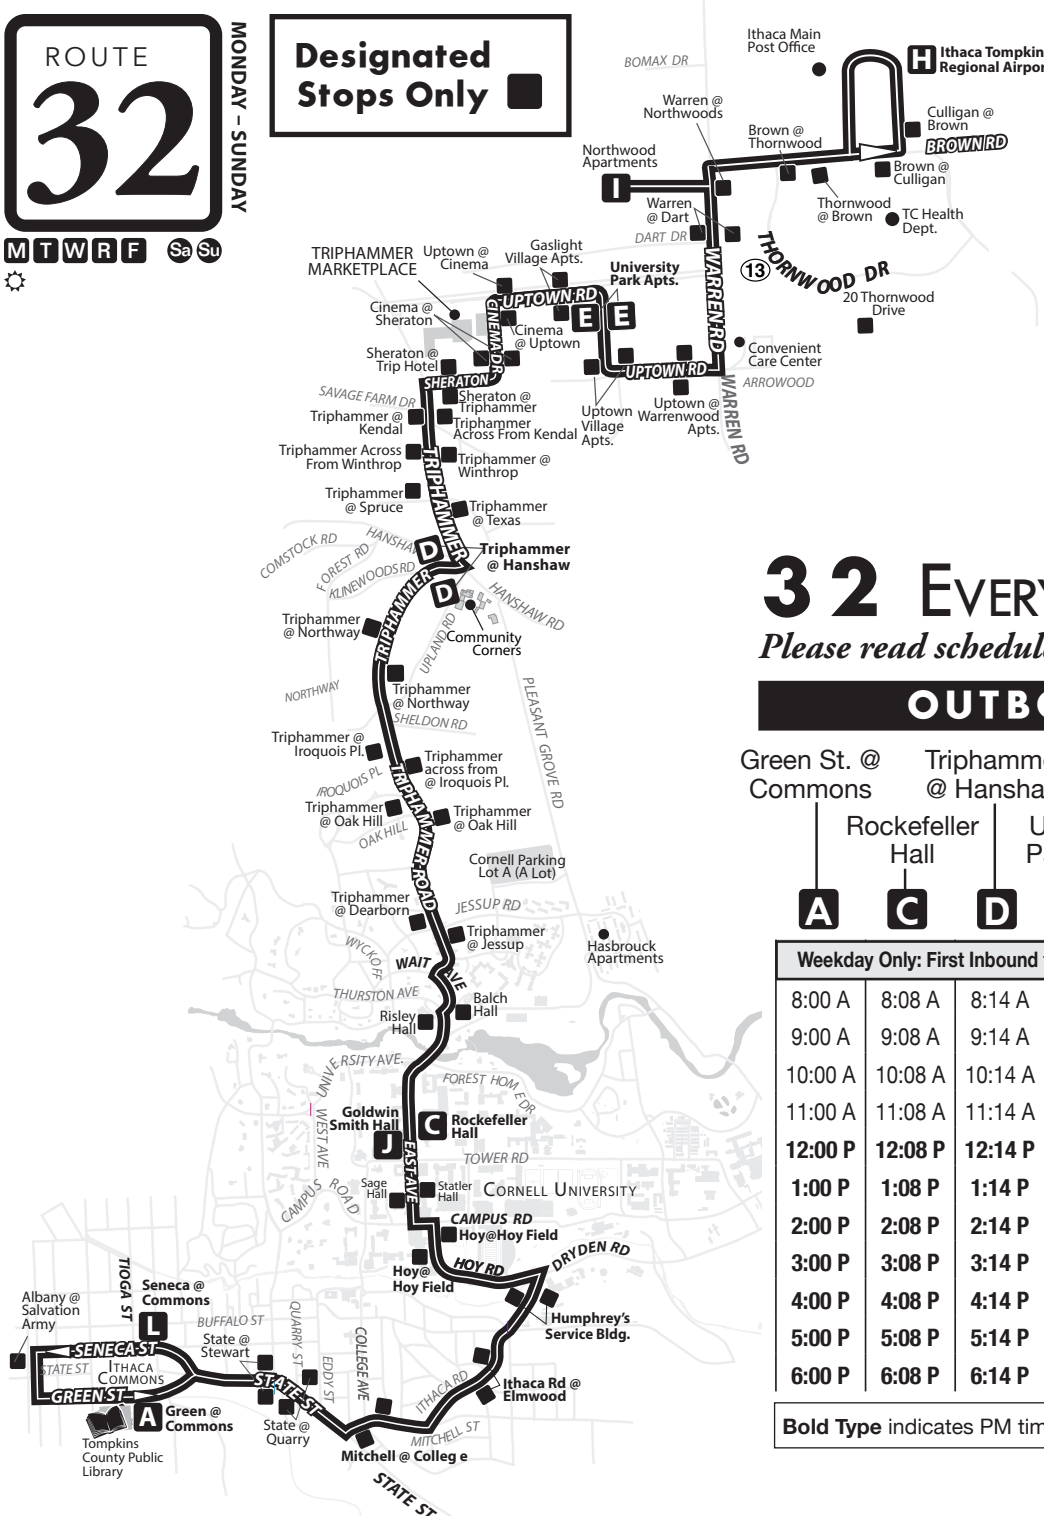 ROUTE
32
MONDAY – SUNDAY
M T W R F Sa Su
Designated
Stops Only
Ithaca Main
Post Office
BOMAX DR
H Ithaca Tompkin
Regional Airpor
Warren @
Northwoods
Culligan @
Brown
Brown @
Thornwood
BROWN RD
Northwood
Apartments
I
Brown @
Culligan
Thornwood
@ Brown
TC Health
Dept.
Warren
@ Dart
DART DR
THORNWOOD DR
13
WARREN RD
20 Thornwood
Drive
TRIPHAMMER
MARKETPLACE
Uptown @
Cinema
Gaslight
Village Apts.
University
Park Apts.
UPTOWN RD
E E
Cinema @
Sheraton
CINEMA DR
Cinema
@ Uptown
Convenient
Care Center
Sheraton @
Trip Hotel
SHERATON
UPTOWN RD
ARROWOOD
WARREN RD
SAVAGE FARM DR
Sheraton @
Triphammer
Triphammer @
Kendal
Triphammer
Across From Kendal
Uptown
Village
Apts.
Uptown @
Warrenwood
Apts.
Triphammer Across
From Winthrop
Triphammer @
Winthrop
TRIPHAMMER
Triphammer
@ Spruce
Triphammer
@ Texas
COMSTOCK RD
FOREST RD
HANSHAW
KLINEWOODS RD
D
Triphammer
@ Hanshaw
D
HANSHAW RD
TRIPHAMMER
Triphammer
@ Northway
UPLAND RD
Community
Corners
NORTHWAY
Triphammer
@ Northway
SHELDON RD
PLEASANT GROVE RD
Triphammer @
Iroquois Pl.
Triphammer
across from
@ Iroquois Pl.
IROQUOIS PL
Triphammer
@ Oak Hill
OAK HILL
Triphammer
@ Oak Hill
TRIPHAMMER ROAD
Cornell Parking
Lot A (A Lot)
Triphammer
@ Dearborn
JESSUP RD
Triphammer
@ Jessup
WYCKOFF
WAIT AVE
Hasbrouck
Apartments
THURSTON AVE
Risley
Hall
Balch
Hall
UNIVERSITY AVE.
FOREST HOME DR
WEST AVE
Goldwin
Smith Hall
J
C Rockefeller
Hall
EAST AVE
TOWER RD
Sage
Hall
Statler
Hall
CORNELL UNIVERSITY
CAMPUS ROAD
CAMPUS RD
Hoy@Hoy Field
DRYDEN RD
HOY RD
Hoy@
Hoy Field
Humphrey's
Service Bldg.
TIOGA ST
Albany @
Salvation
Army
Seneca @
Commons
L
BUFFALO ST
State @
Stewart
QUARRY ST
EDDY ST
COLLEGE AVE
SENECA ST
STATE ST
ITHACA
COMMONS
GREEN ST
STATE ST
ITHACA RD
Ithaca Rd @
Elmwood
A Green @
Commons
State @
Quarry
MITCHELL ST
Mitchell @ Colleg e
Tompkins
County Public
Library
STATE ST
32 EVERY
Please read schedul
OUTBO
Green St. @
Commons
Triphamm
@ Hansha
Rockefeller
Hall
U
Pa
A C D
Weekday Only: First Inbound
8:00 A 8:08 A 8:14 A
9:00 A 9:08 A 9:14 A
10:00 A 10:08 A 10:14 A
11:00 A 11:08 A 11:14 A
12:00 P 12:08 P 12:14 P
1:00 P 1:08 P 1:14 P
2:00 P 2:08 P 2:14 P
3:00 P 3:08 P 3:14 P
4:00 P 4:08 P 4:14 P
5:00 P 5:08 P 5:14 P
6:00 P 6:08 P 6:14 P
Bold Type indicates PM tim